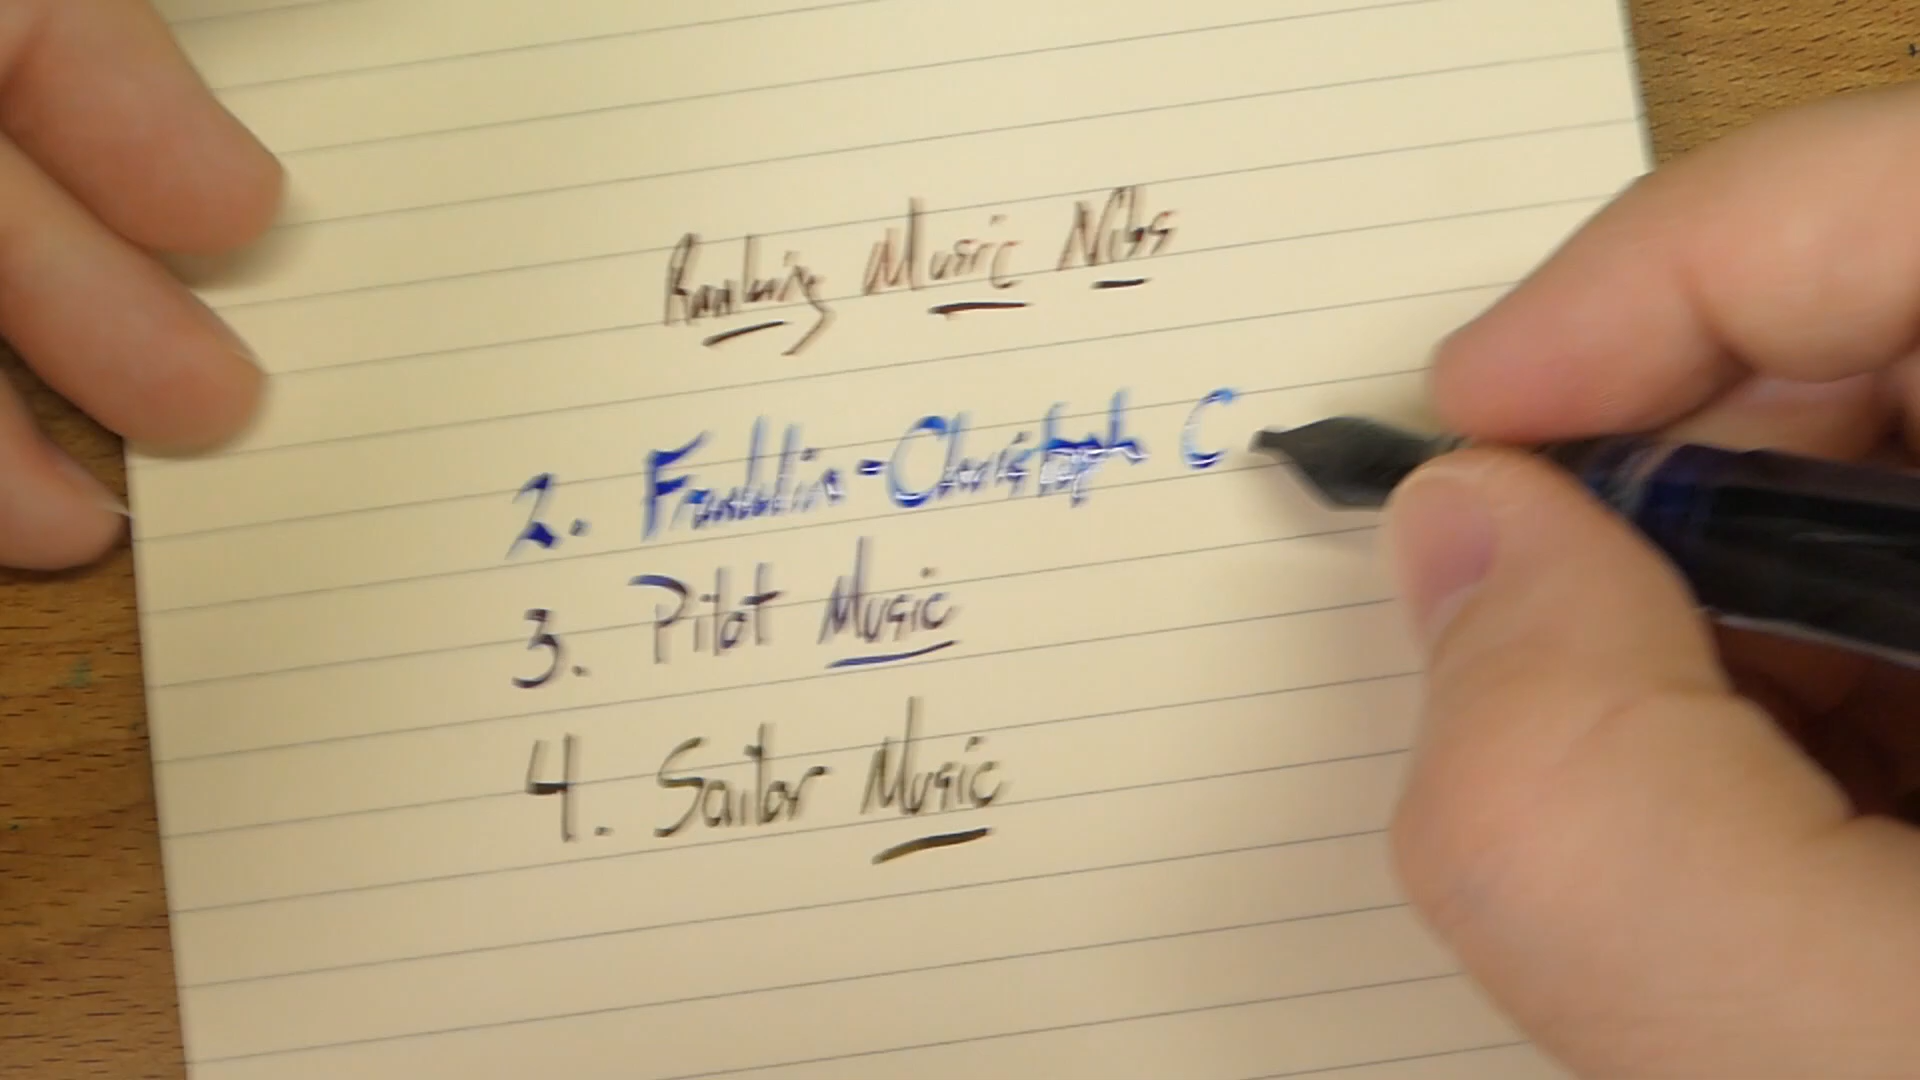 Ranking Music Nibs
2. Franklin-Christoph C
3. Pilot Music
4. Sailor Music